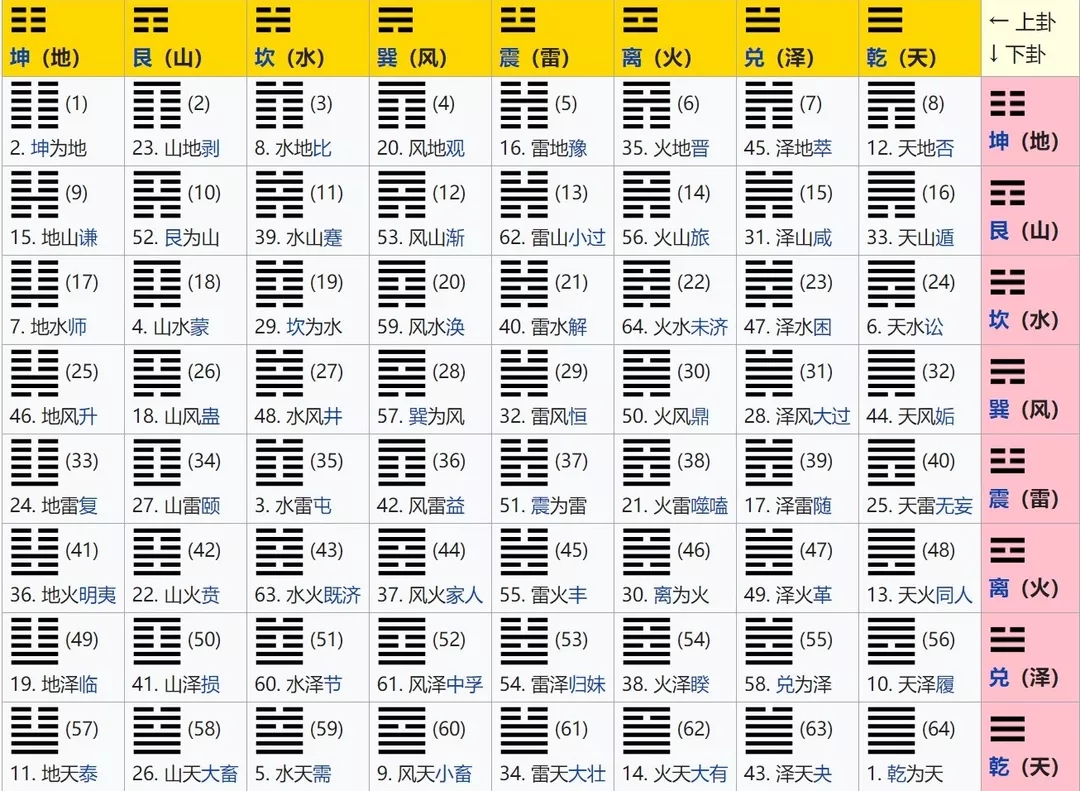 ← 上卦
坤（地） 艮（山） 坎（水） 巽（风） 震（雷） 离（火） 兑（泽） 乾（天） ↓ 下卦
(1) (2) (3) (4) (5) (6) (7) (8)
2. 坤为地 23. 山地剥 8. 水地比 20. 风地观 16. 雷地豫 35. 火地晋 45. 泽地萃 12. 天地否 坤（地）
(9) (10) (11) (12) (13) (14) (15) (16)
15. 地山谦 52. 艮为山 39. 水山蹇 53. 风山渐 62. 雷山小过 56. 火山旅 31. 泽山咸 33. 天山遁 艮（山）
(17) (18) (19) (20) (21) (22) (23) (24)
7. 地水师 4. 山水蒙 29. 坎为水 59. 风水涣 40. 雷水解 64. 火水未济 47. 泽水困 6. 天水讼 坎（水）
(25) (26) (27) (28) (29) (30) (31) (32)
46. 地风升 18. 山风蛊 48. 水风井 57. 巽为风 32. 雷风恒 50. 火风鼎 28. 泽风大过 44. 天风姤 巽（风）
(33) (34) (35) (36) (37) (38) (39) (40)
24. 地雷复 27. 山雷颐 3. 水雷屯 42. 风雷益 51. 震为雷 21. 火雷噬嗑 17. 泽雷随 25. 天雷无妄 震（雷）
(41) (42) (43) (44) (45) (46) (47) (48)
36. 地火明夷 22. 山火贲 63. 水火既济 37. 风火家人 55. 雷火丰 30. 离为火 49. 泽火革 13. 天火同人 离（火）
(49) (50) (51) (52) (53) (54) (55) (56)
19. 地泽临 41. 山泽损 60. 水泽节 61. 风泽中孚 54. 雷泽归妹 38. 火泽睽 58. 兑为泽 10. 天泽履 兑（泽）
(57) (58) (59) (60) (61) (62) (63) (64)
11. 地天泰 26. 山天大畜 5. 水天需 9. 风天小畜 34. 雷天大壮 14. 火天大有 43. 泽天夬 1. 乾为天 乾（天）